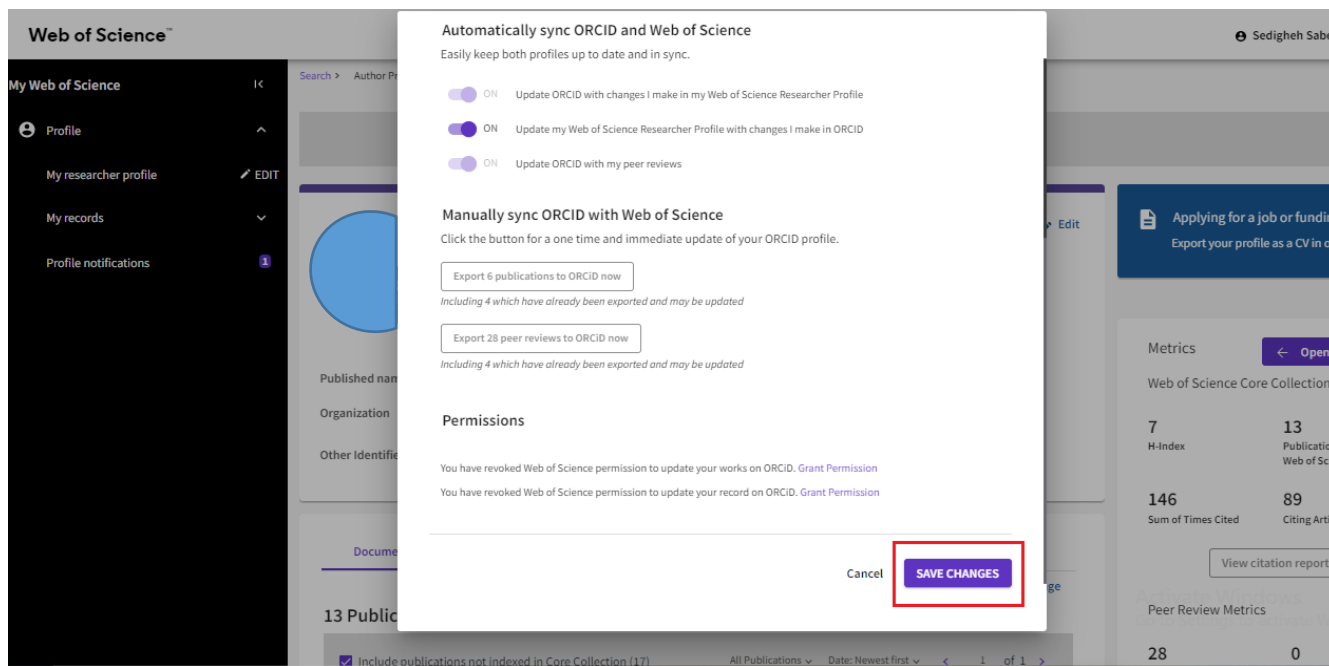 Web of Science™
Sedigheh
My Web of Science
Search > Author
Profile
My researcher profile
EDIT
My records
Profile notifications
1
Automatically sync ORCID and Web of Science
Easily keep both profiles up to date and in sync.
ON Update ORCID with changes I make in my Web of Science Researcher Profile
ON Update my Web of Science Researcher Profile with changes I make in ORCID
ON Update ORCID with my peer reviews
Manually sync ORCID with Web of Science
Click the button for a one time and immediate update of your ORCID profile.
Export 6 publications to ORCiD now
Including 4 which have already been exported and may be updated
Export 28 peer reviews to ORCiD now
Including 4 which have already been exported and may be updated
Permissions
You have revoked Web of Science permission to update your works on ORCiD. Grant Permission
You have revoked Web of Science permission to update your record on ORCiD. Grant Permission
Cancel
SAVE CHANGES
Edit
Published
Organization
Other
13
Include publications not indexed in Core Collection (17)
All Publications
Date: Newest first
1 of 1
Applying for a job or
Export your profile as a CV in
Metrics
Open
Web of Science Core Collection
7
H-Index
13
Web of
146
Sum of Times Cited
89
Citing
View citation report
Activate Windows
Peer Review Metrics
28
0